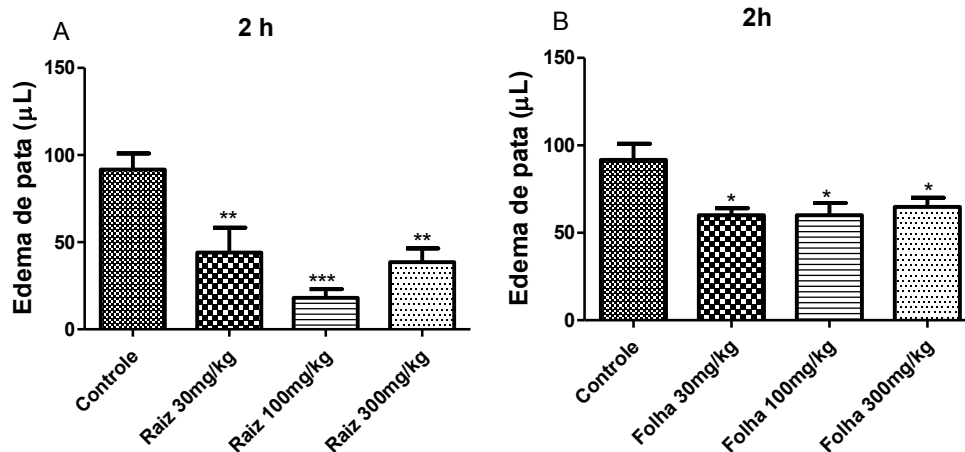 A
2 h
Edema de pata (µL)
150
100
50
0
**
***
**
Controle
Raiz 30mg/kg
Raiz 100mg/kg
Raiz 300mg/kg
B
2h
Edema de pata (µL)
150
100
50
0
*
*
*
Controle
Folha 30mg/kg
Folha 100mg/kg
Folha 300mg/kg